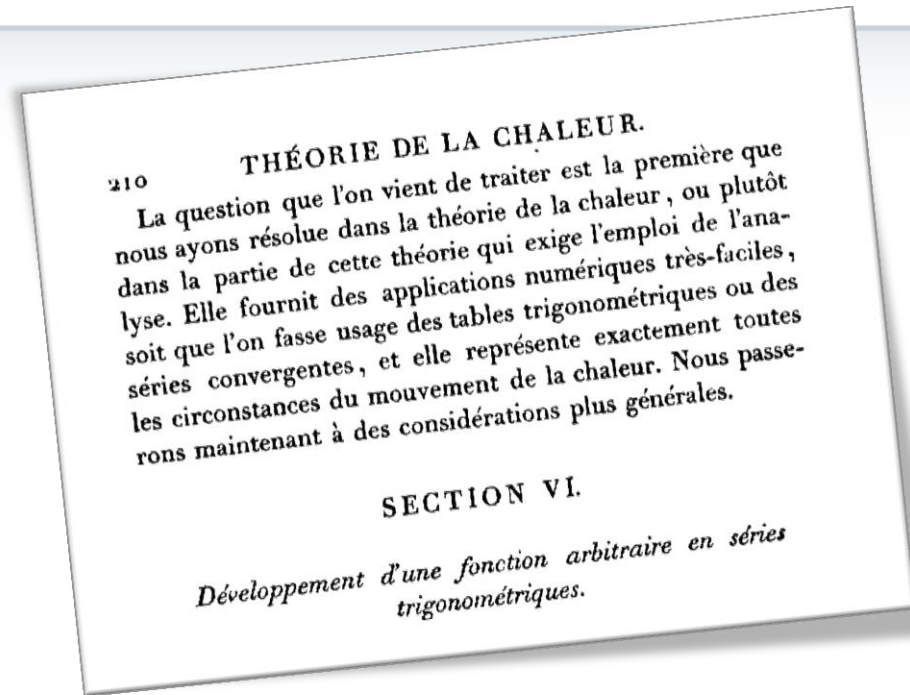 210 THÉORIE DE LA CHALEUR.
La question que l'on vient de traiter est la première que
nous ayons résolue dans la théorie de la chaleur, ou plutôt
dans la partie de cette théorie qui exige l'emploi de l'ana-
lyse. Elle fournit des applications numériques très-faciles,
soit que l'on fasse usage des tables trigonométriques ou des
séries convergentes, et elle représente exactement toutes
les circonstances du mouvement de la chaleur. Nous passe-
rons maintenant à des considérations plus générales.
SECTION VI.
Développement d'une fonction arbitraire en séries
trigonométriques.